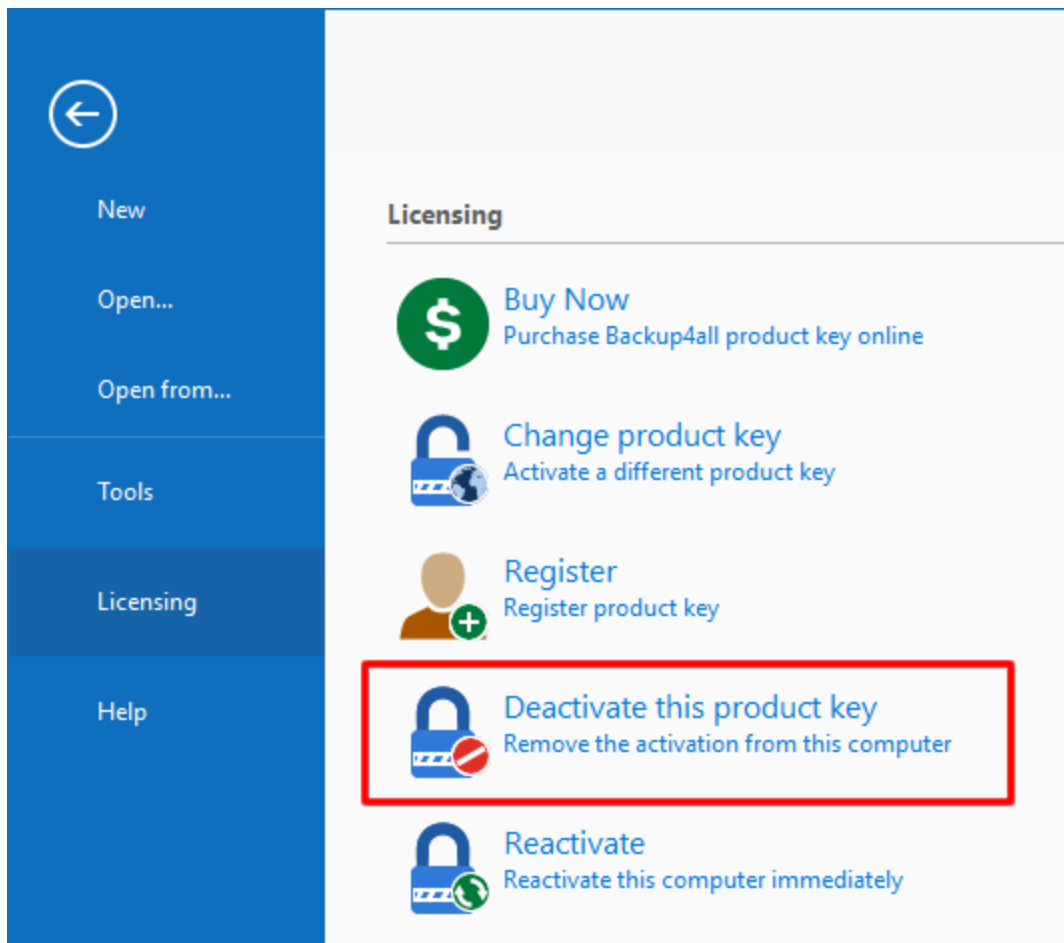 New
Open...
Open from...
Tools
Licensing
Help
Licensing
Buy Now
Purchase Backup4all product key online
Change product key
Activate a different product key
Register
Register product key
Deactivate this product key
Remove the activation from this computer
Reactivate
Reactivate this computer immediately